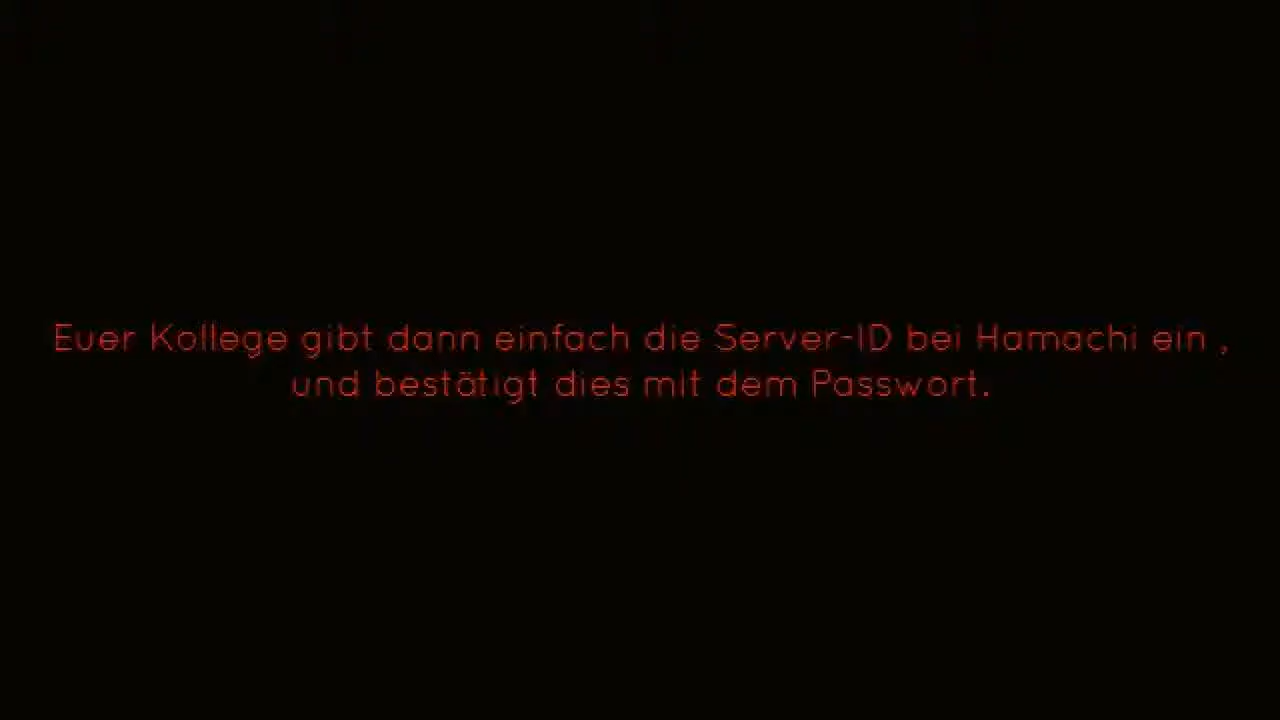 Euer Kollege gibt dann einfach die Server-ID bei Hamachi ein ,
und bestätigt dies mit dem Passwort.